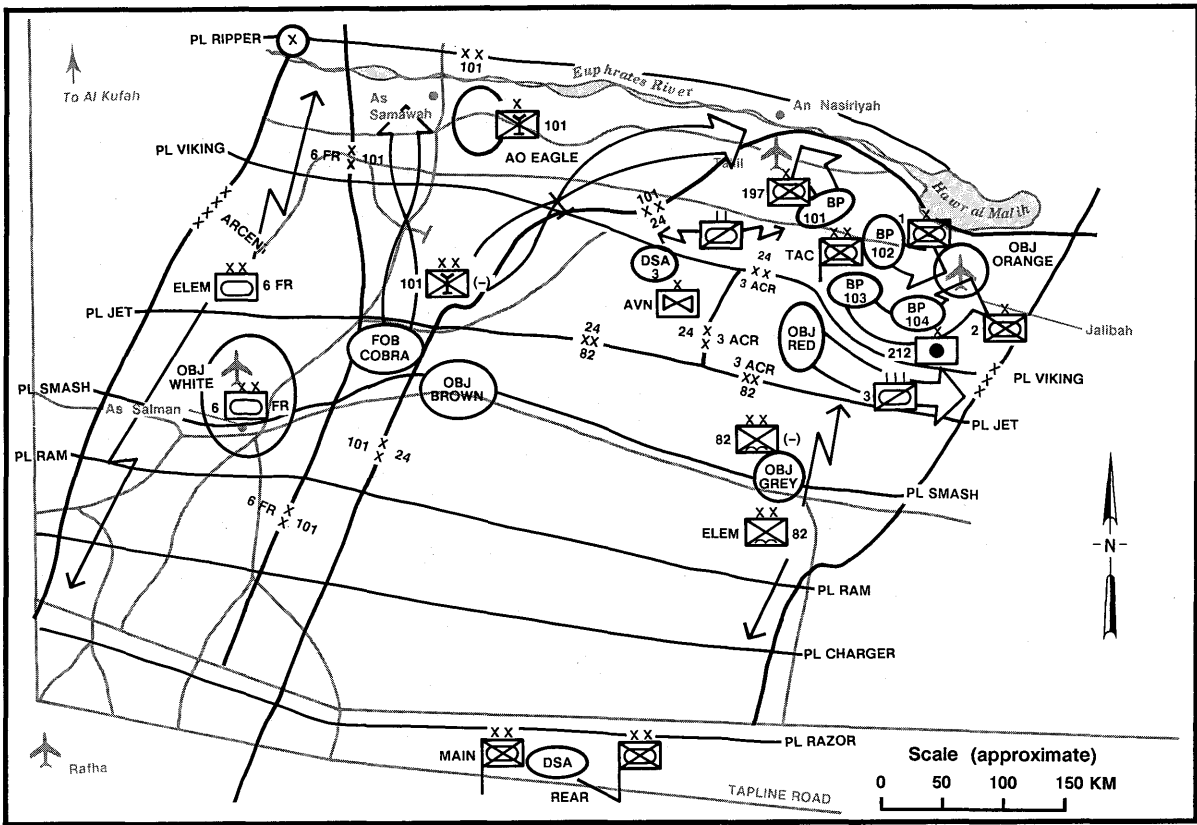 PL RIPPER
X
X X
101
To Al Kufah
Euphrates River
As
Samawah
An Nasiriyah
X
101
AO EAGLE
PL VIKING
6 FR
X
X
101
X X X X
ARCENT
Tallil
197
X
BP
101
Hawr al Malih
101
X X
24
1
X
OBJ
ORANGE
TAC
X X
BP
102
DSA
3
24
X X
3 ACR
ELEM
X X
6 FR
101
X X
(-)
AVN
X
BP
103
BP
104
PL JET
FOB
COBRA
24
X X
82
24
X
X
3 ACR
OBJ
RED
212
X
2
X
Jalibah
OBJ
WHITE
PL SMASH
As Salman
6
X X
FR
OBJ
BROWN
3 ACR
X X
82
3
PL VIKING
X X X
PL JET
PL RAM
101
X
X
24
82
X X
(-)
OBJ
GREY
PL SMASH
6 FR
X
X
101
ELEM
X X
82
N
PL RAM
PL CHARGER
Rafha
MAIN
X X
DSA
REAR
X X
PL RAZOR
TAPLINE ROAD
Scale (approximate)
0 50 100 150 KM